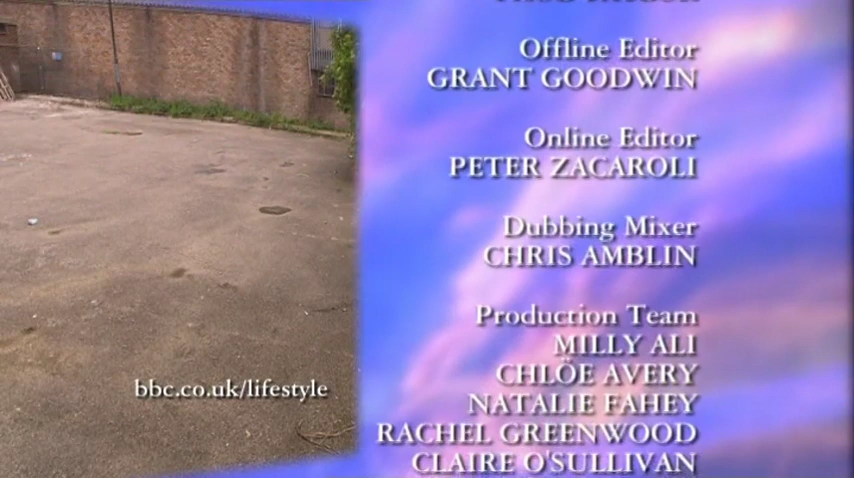 Offline Editor
GRANT GOODWIN
Online Editor
PETER ZACAROLI
Dubbing Mixer
CHRIS AMBLIN
Production Team
MILLY ALI
CHLÖE AVERY
NATALIE FAHEY
RACHEL GREENWOOD
CLAIRE O'SULLIVAN
bbc.co.uk/lifestyle